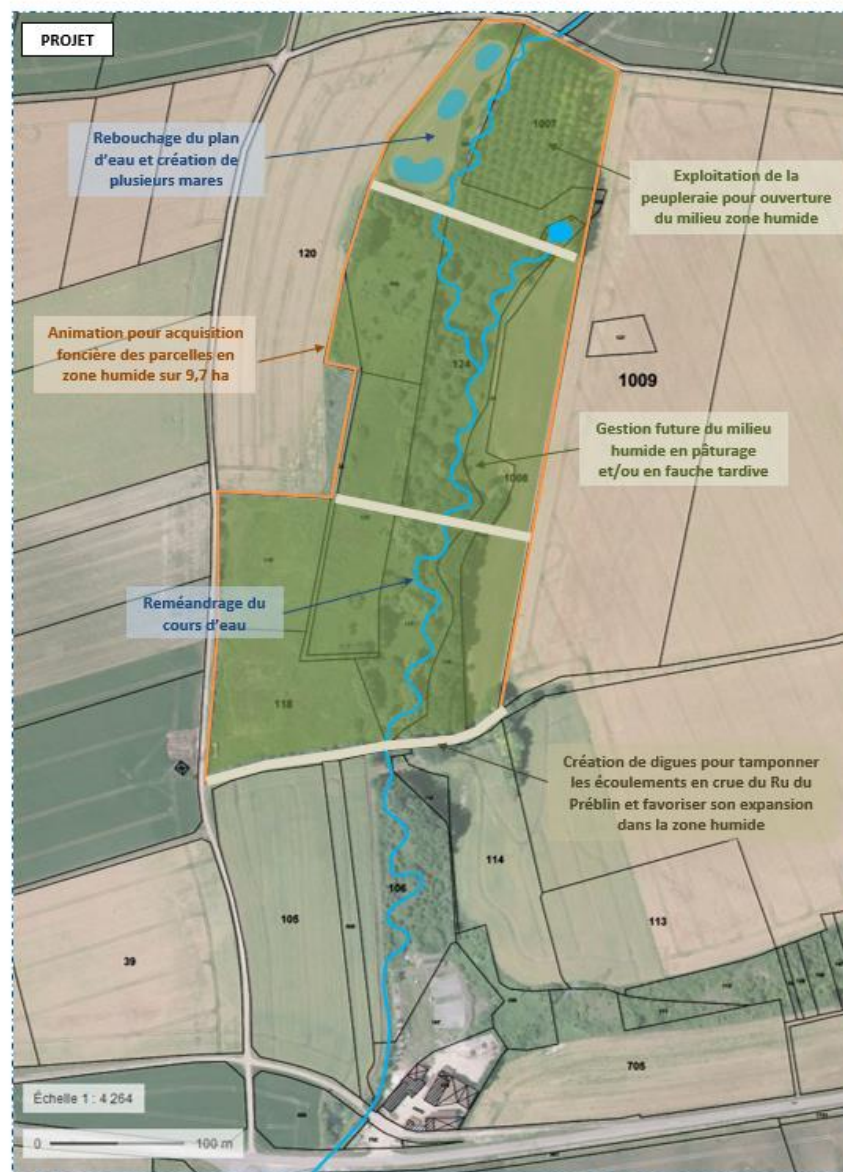 PROJET
Rebouchage du plan
d'eau et création de
plusieurs mares
1007
Exploitation de la
peupleraie pour ouverture
du milieu zone humide
120
Animation pour acquisition
foncière des parcelles en
zone humide sur 9,7 ha
124
1009
Gestion future du milieu
humide en pâturage
et/ou en fauche tardive
1008
Reméandrage du
cours d'eau
118
Création de digues pour tamponner
les écoulements en crue du Ru du
Préblin et favoriser son expansion
dans la zone humide
114
106
105
113
39
705
Échelle 1 : 4 264
0 100 m